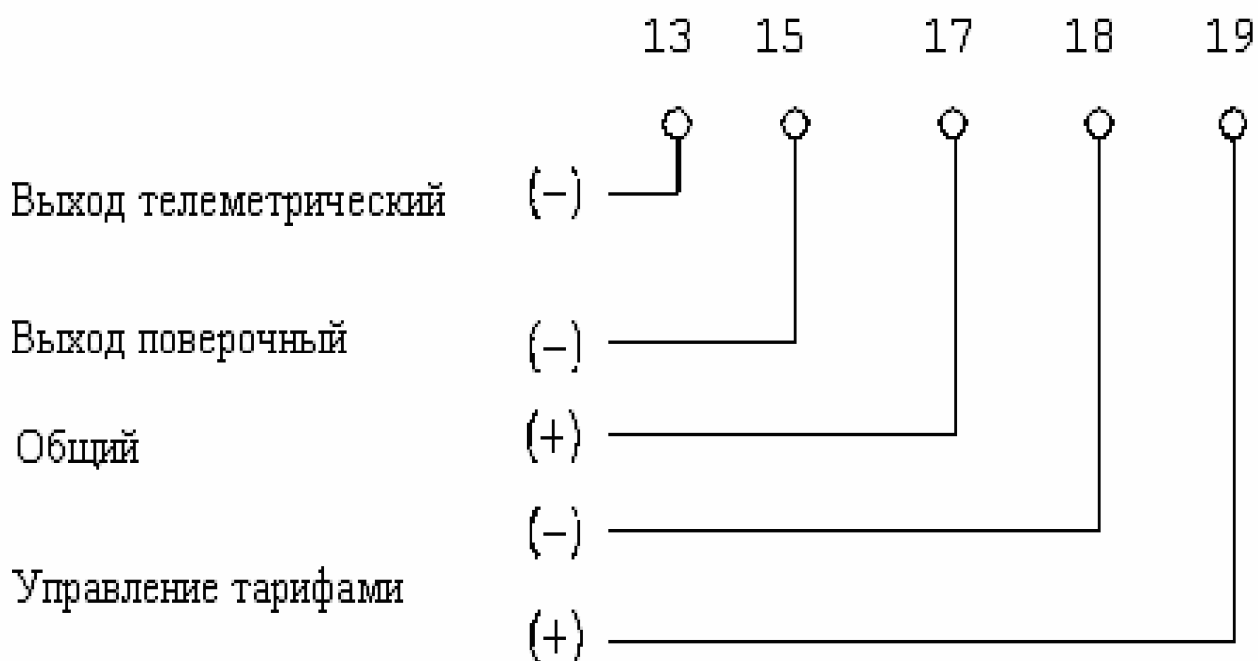 13 15 17 18 19
Выход телеметрический (-)
Выход поверочный (-)
Общий (+)
(-)
Управление тарифами
(+)